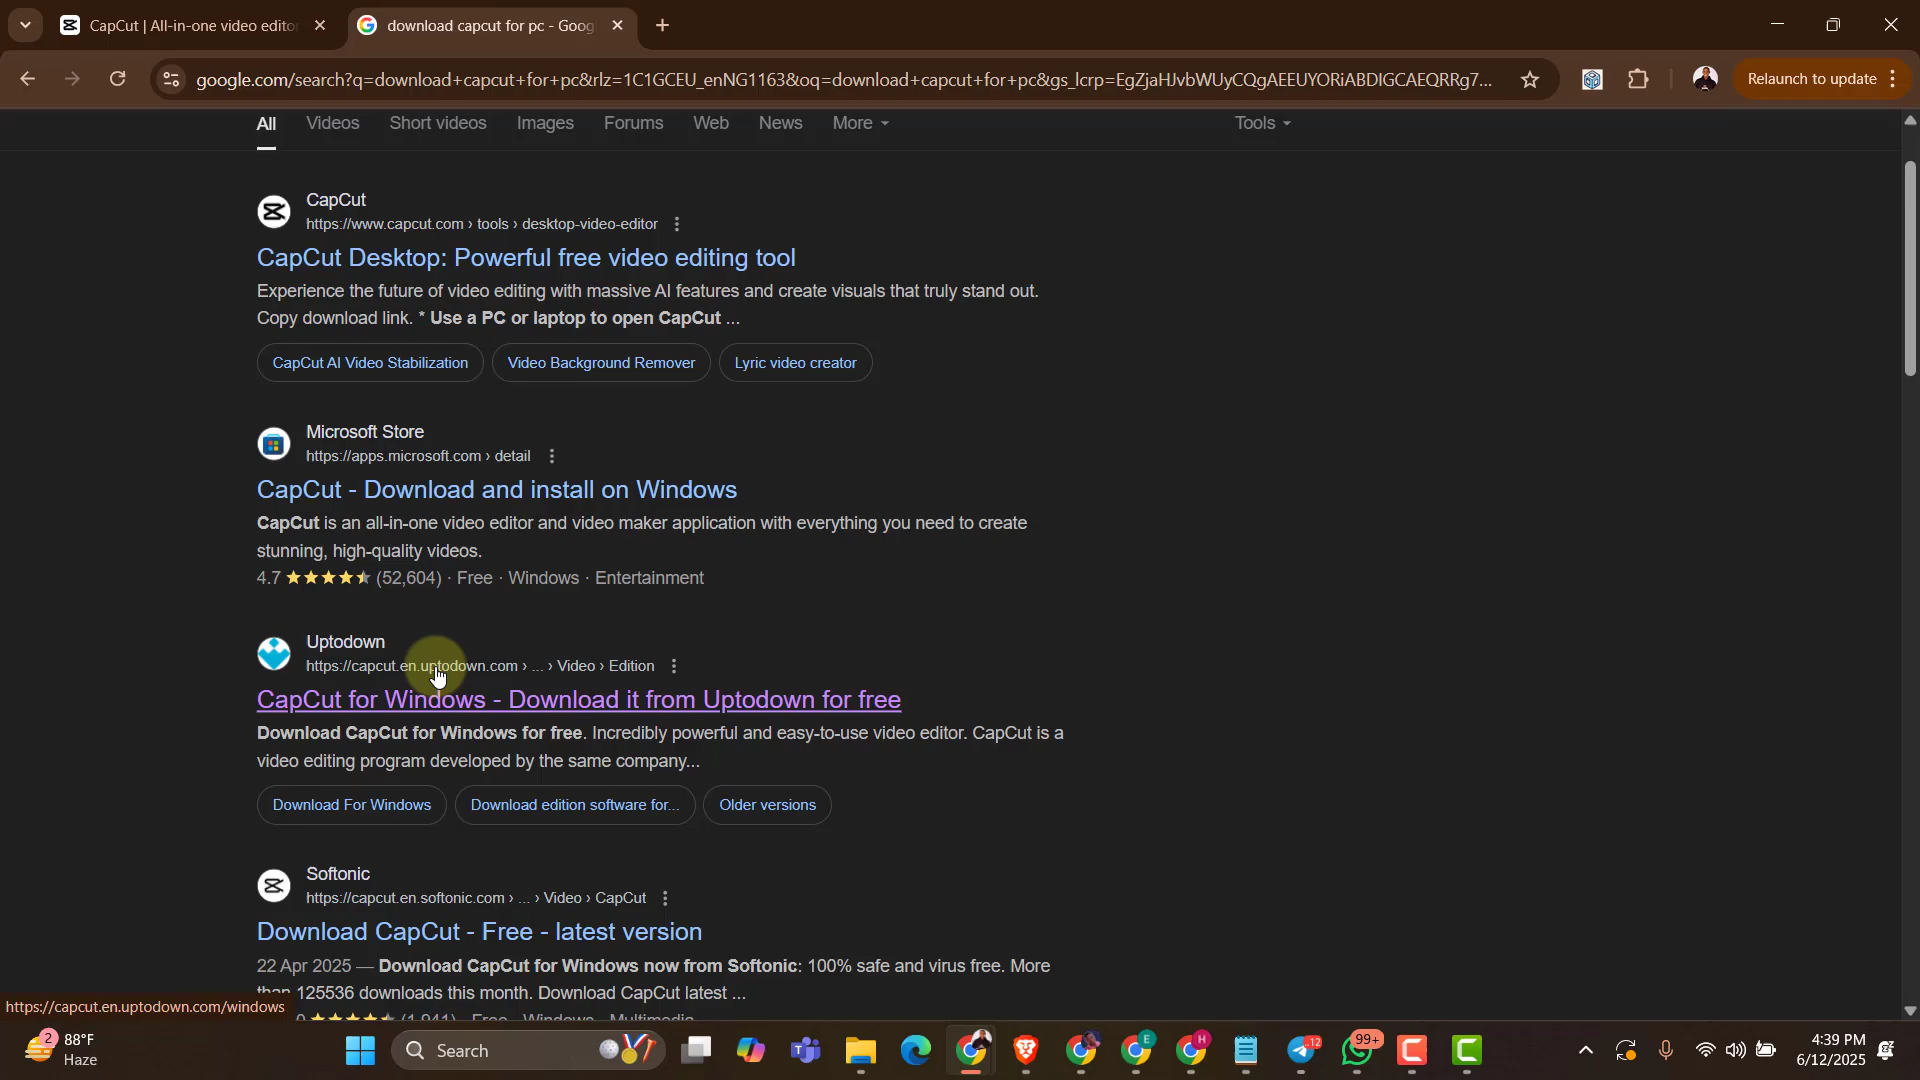 CapCut | All-in-one video editor
download capcut for pc - Goog
google.com/search?q=download+capcut+for+pc&rlz=1C1GCEU_enNG1163&oq=download+capcut+for+pc&gs_lcrp=EgZjaHJvbWUyCQgAEEUYORiABDIGCAEQRRg7...
Relaunch to update
All Videos Short videos Images Forums Web News More Tools
CapCut
https://www.capcut.com › tools › desktop-video-editor
CapCut Desktop: Powerful free video editing tool
Experience the future of video editing with massive AI features and create visuals that truly stand out.
Copy download link. * Use a PC or laptop to open CapCut ...
CapCut AI Video Stabilization Video Background Remover Lyric video creator
Microsoft Store
https://apps.microsoft.com › detail
CapCut - Download and install on Windows
CapCut is an all-in-one video editor and video maker application with everything you need to create
stunning, high-quality videos.
4.7 (52,604) · Free · Windows · Entertainment
Uptodown
https://capcut.en.uptodown.com › ... › Video › Edition
CapCut for Windows - Download it from Uptodown for free
Download CapCut for Windows for free. Incredibly powerful and easy-to-use video editor. CapCut is a
video editing program developed by the same company...
Download For Windows Download edition software for... Older versions
Softonic
https://capcut.en.softonic.com › ... › Video › CapCut
Download CapCut - Free - latest version
22 Apr 2025 — Download CapCut for Windows now from Softonic: 100% safe and virus free. More
than 125536 downloads this month. Download CapCut latest ...
(1,941) · Free · Windows · Multimedia
https://capcut.en.uptodown.com/windows
2
88°F
Haze
Search
E
H
12
99+
4:39 PM
6/12/2025